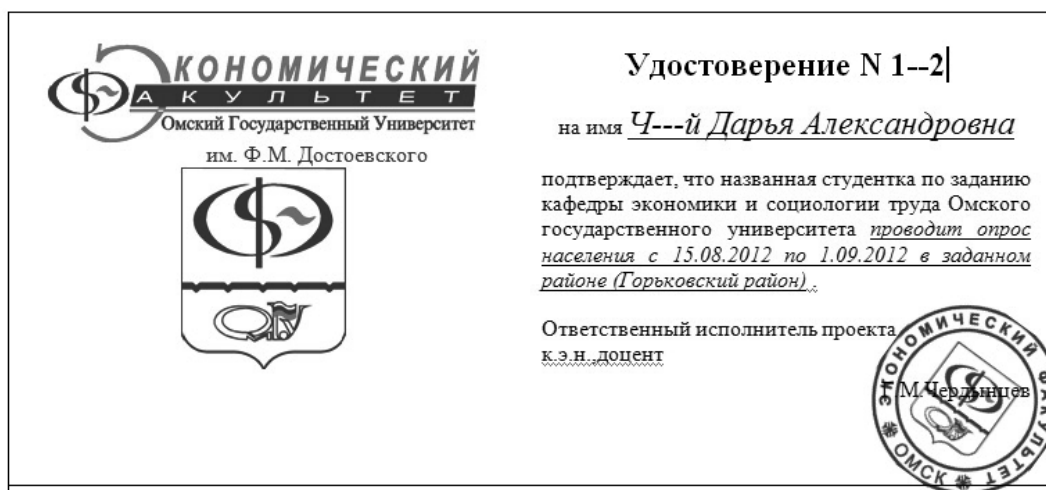 ЭКОНОМИЧЕСКИЙ
ФАКУЛЬТЕТ
Омский Государственный Университет
им. Ф.М. Достоевского
Удостоверение N 1--2
на имя Ч---й Дарья Александровна
подтверждает, что названная студентка по заданию
кафедры экономики и социологии труда Омского
государственного университета проводит опрос
населения с 15.08.2012 по 1.09.2012 в заданном
районе (Горьковский район) .
Ответственный исполнитель проекта
к.э.н.,доцент
М.Чердынцев
ЭКОНОМИЧЕСКИЙ ФАКУЛЬТЕТ
ОМСК